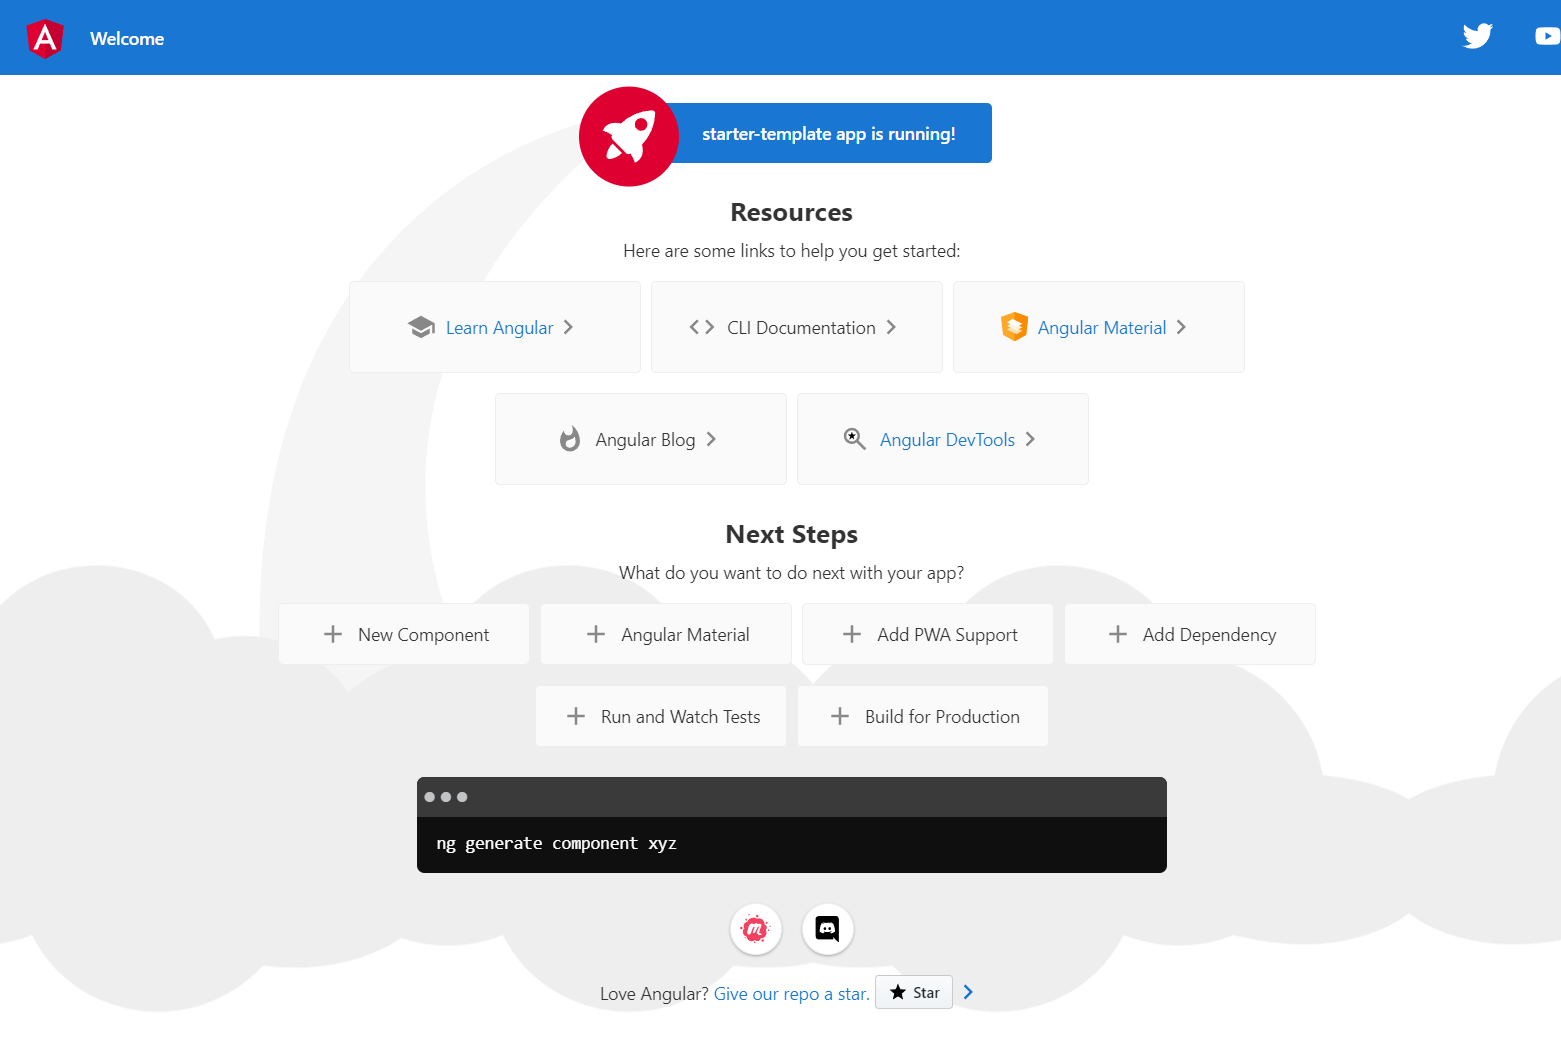 Welcome
starter-template app is running!
Resources
Here are some links to help you get started:
Learn Angular
CLI Documentation
Angular Material
Angular Blog
Angular DevTools
Next Steps
What do you want to do next with your app?
New Component
Angular Material
Add PWA Support
Add Dependency
Run and Watch Tests
Build for Production
ng generate component xyz
Love Angular? Give our repo a star. Star